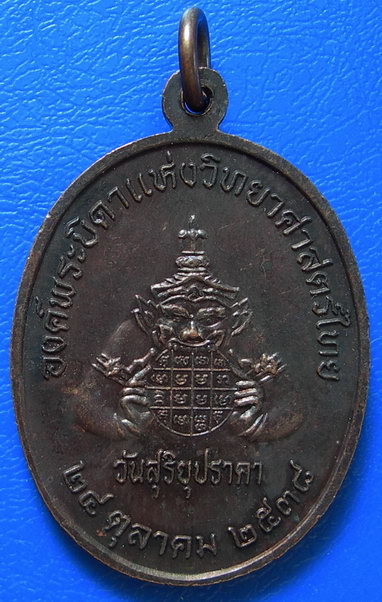 องค์พระบิดาแห่งวิทยาศาสตร์ไทย
วันสุริยุปราคา
๒๔ ตุลาคม ๒๕๓๘